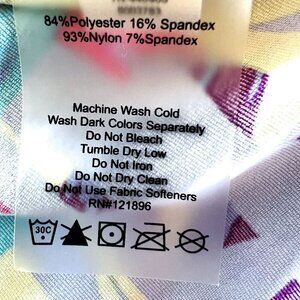 84%Polyester 16% Spandex
93%Nylon 7%Spandex
Machine Wash Cold
Wash Dark Colors Separately
Do Not Bleach
Tumble Dry Low
Do Not Iron
Do Not Dry Clean
Do Not Use Fabric Softeners
RN#121896
30C